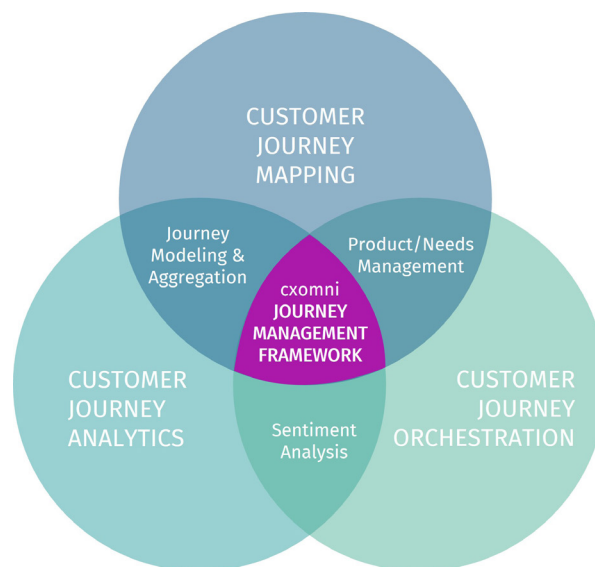 CUSTOMER
JOURNEY
MAPPING
Journey
Modeling &
Aggregation
Product/Needs
Management
cxomni
JOURNEY
MANAGEMENT
FRAMEWORK
CUSTOMER
JOURNEY
ANALYTICS
CUSTOMER
JOURNEY
ORCHESTRATION
Sentiment
Analysis